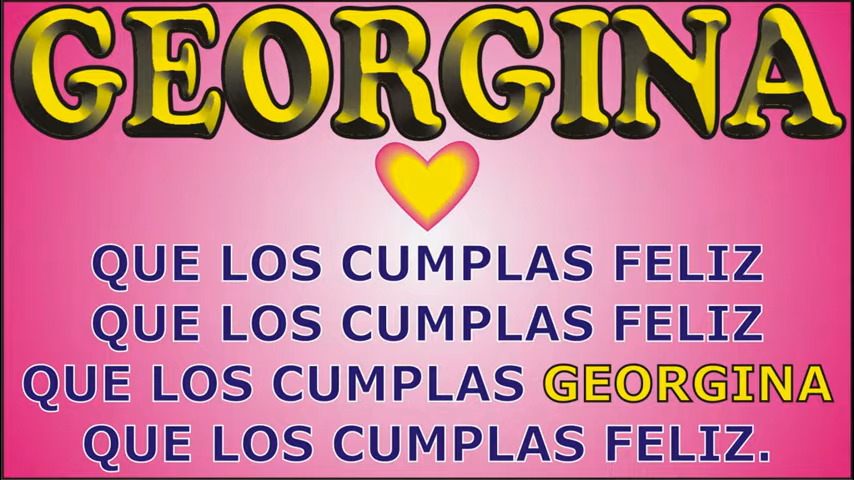 GEORGINA
QUE LOS CUMPLAS FELIZ
QUE LOS CUMPLAS FELIZ
QUE LOS CUMPLAS GEORGINA
QUE LOS CUMPLAS FELIZ.